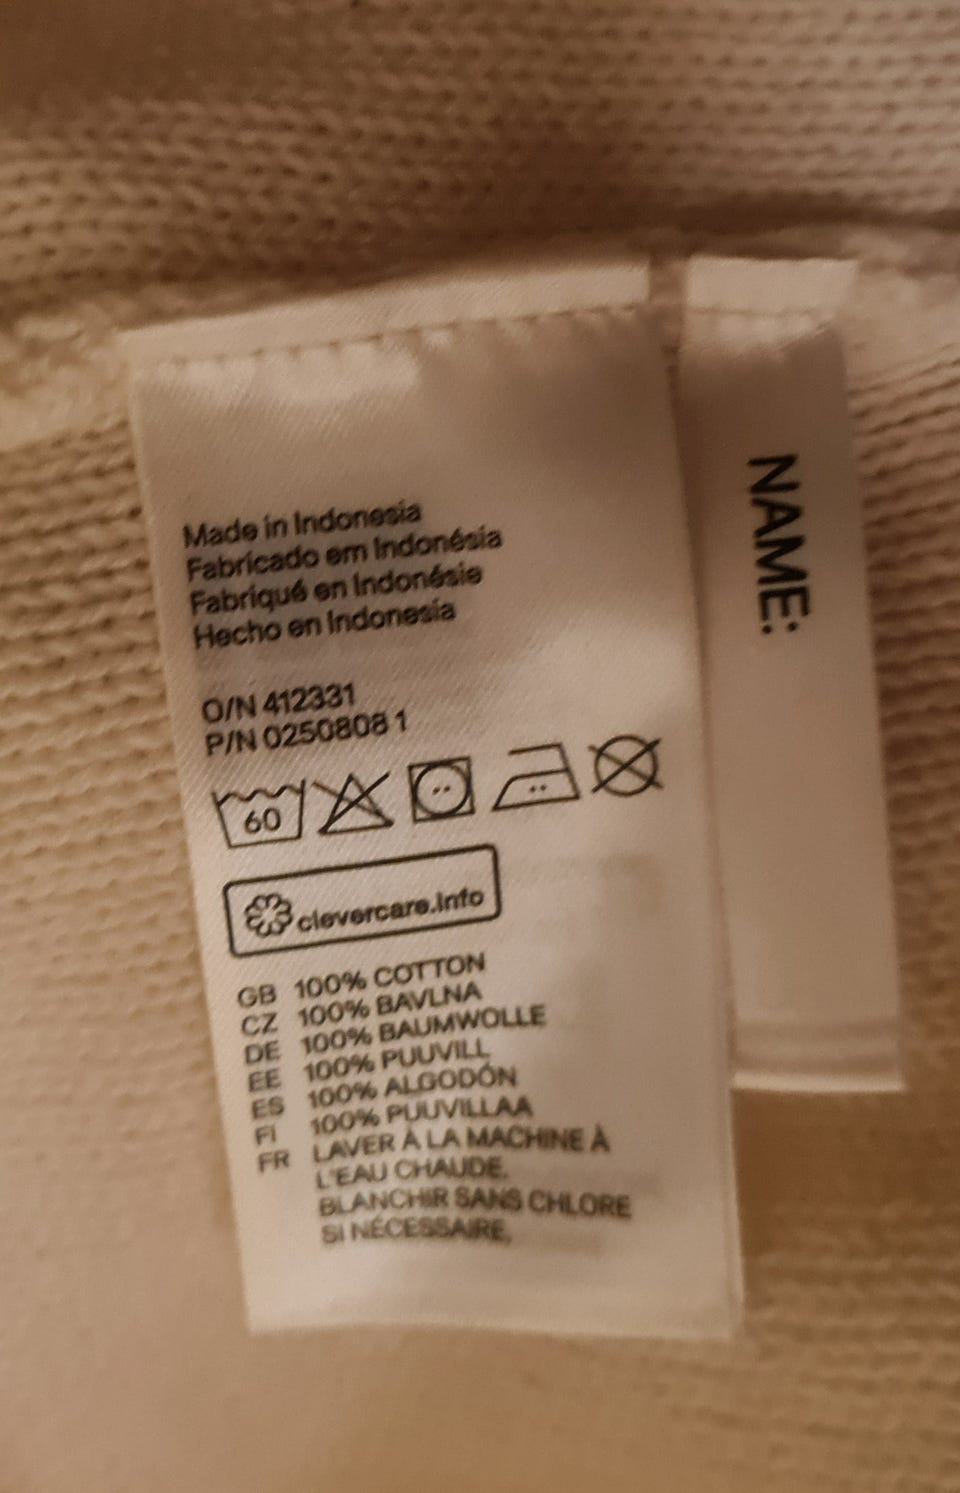 Made in Indonesia
Fabricado em Indonésia
Fabriqué en Indonésie
Hecho en Indonesia
O/N 412331
P/N 02508081
60
clevercare.info
GB 100% COTTON
CZ 100% BAVLNA
DE 100% BAUMWOLLE
EE 100% PUUVILL
ES 100% ALGODÓN
FI 100% PUUVILLAA
FR LAVER À LA MACHINE À
L'EAU CHAUDE.
BLANCHIR SANS CHLORE
SI NÉCESSAIRE,
NAME: